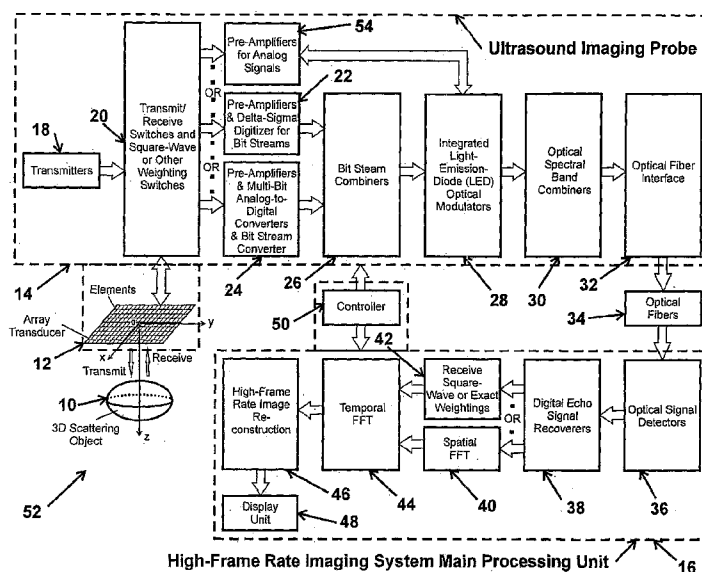 54
Pre-Amplifiers
for Analog
Signals
Ultrasound Imaging Probe
OR
22
20
18
Transmitters
Transmit/
Receive
Switches and
Square-Wave
or Other
Weighting
Switches
Pre-Amplifiers
& Delta-Sigma
Digitizer for
Bit Streams
OR
Pre-Amplifiers
& Multi-Bit
Analog-to-
Digital
Converters
& Bit Stream
Converter
Bit Steam
Combiners
Integrated
Light-
Emission-
Diode (LED)
Optical
Modulators
Optical
Spectral
Band
Combiners
Optical Fiber
Interface
14
24
26
28
30
32
Elements
Array
Transducer
12
x
y
Transmit
Receive
10
3D Scattering
Object
z
52
50
Controller
34
Optical
Fibers
42
High-Frame
Rate Image
Re-
construction
Temporal
FFT
Receive
Square-
Wave or Exact
Weightings
OR
Spatial
FFT
Digital Echo
Signal
Recoverers
Optical Signal
Detectors
46
44
40
38
36
Display
Unit
48
High-Frame Rate Imaging System Main Processing Unit
16